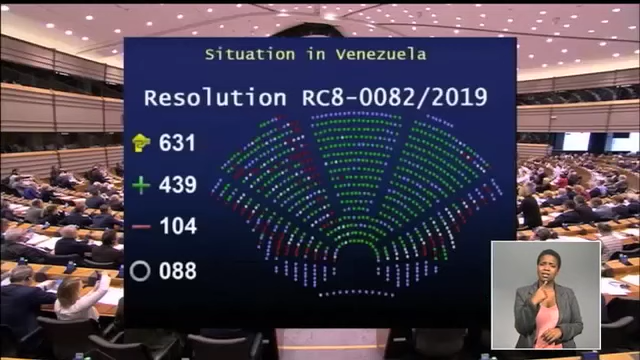 Situation in Venezuela
Resolution RC8-0082/2019
631
+ 439
- 104
088